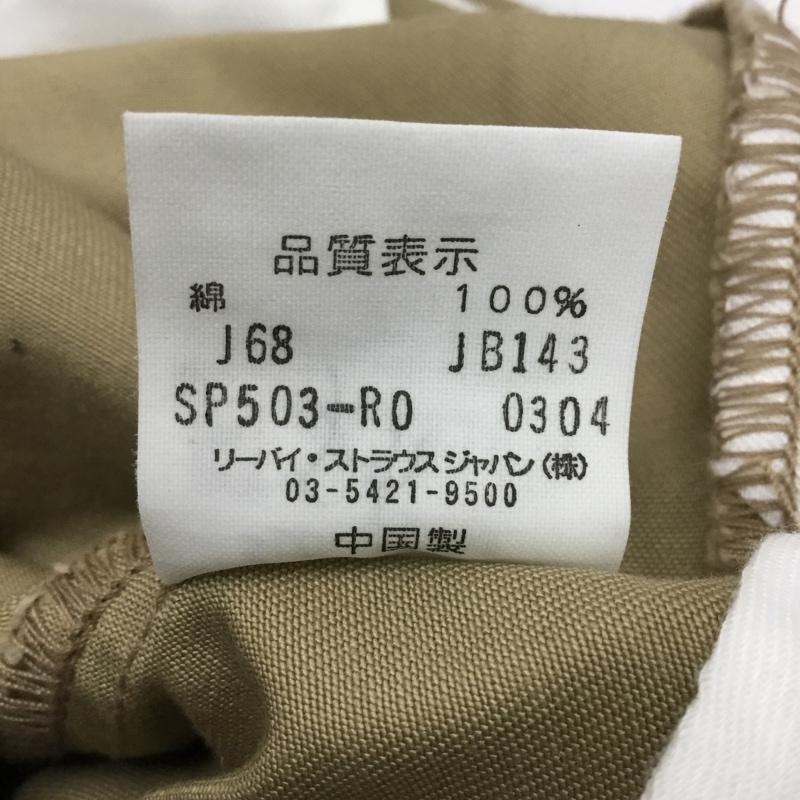 品質表示
綿 100%
J68 JB143
SP503-R0 0304
リーバイ・ストラウスジャパン(株)
03-5421-9500
中国製